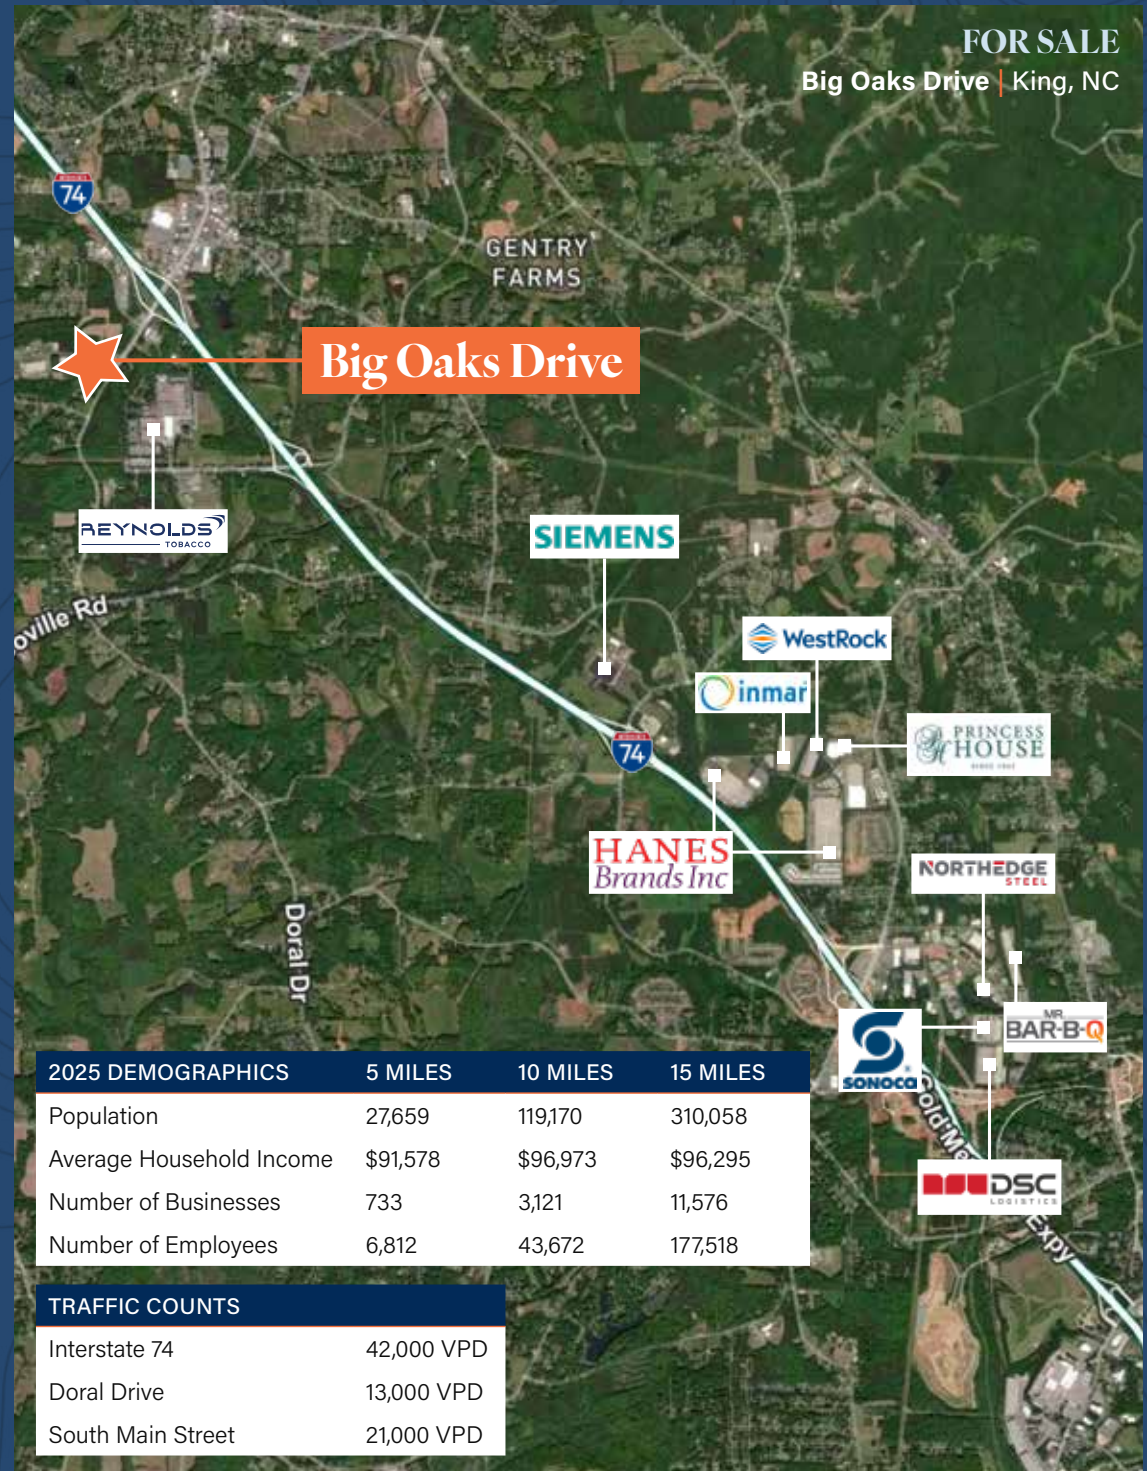 FOR SALE
Big Oaks Drive | King, NC
74
GENTRY
FARMS
Big Oaks Drive
REYNOLDS
TOBACCO
SIEMENS
oville Rd
WestRock
inmar
PRINCESS
HOUSE
SINCE 1963
74
HANES
Brands Inc
NORTHEDGE
STEEL
Doral Dr
MR.
BAR-B-Q
SONOCO
DSC
LOGISTICS
Expy
2025 DEMOGRAPHICS 5 MILES 10 MILES 15 MILES
Population 27,659 119,170 310,058
Average Household Income $91,578 $96,973 $96,295
Number of Businesses 733 3,121 11,576
Number of Employees 6,812 43,672 177,518
TRAFFIC COUNTS
Interstate 74 42,000 VPD
Doral Drive 13,000 VPD
South Main Street 21,000 VPD